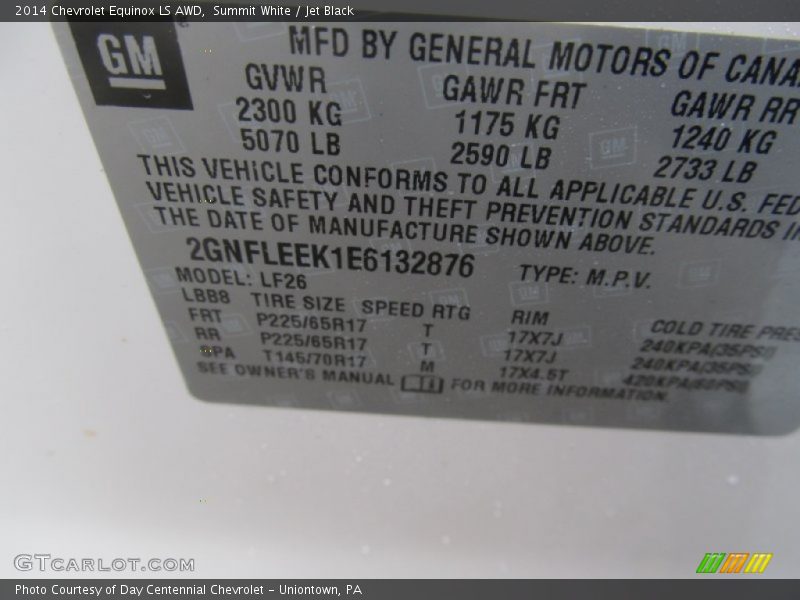 2014 Chevrolet Equinox LS AWD,  Summit White / Jet Black
GM
MFD BY GENERAL MOTORS OF CANA
GVWR GAWR FRT GAWR RR
2300 KG 1175 KG 1240 KG
5070 LB 2590 LB 2733 LB
THIS VEHICLE CONFORMS TO ALL APPLICABLE U.S. FED
VEHICLE SAFETY AND THEFT PREVENTION STANDARDS I
THE DATE OF MANUFACTURE SHOWN ABOVE.
2GNFLEEK1E6132876 TYPE: M.P.V.
MODEL: LF26
LBB8 TIRE SIZE SPEED RTG RIM COLD TIRE PRES
FRT P225/65R17 T 17X7J 240KPA(35PSI)
RR P225/65R17 T 17X7J 240KPA(35PSI)
SPA T145/70R17 M 17X4.5T 420KPA(60PSI)
SEE OWNER'S MANUAL FOR MORE INFORMATION.
GTCARLOT.COM
Photo Courtesy of Day Centennial Chevrolet – Uniontown, PA